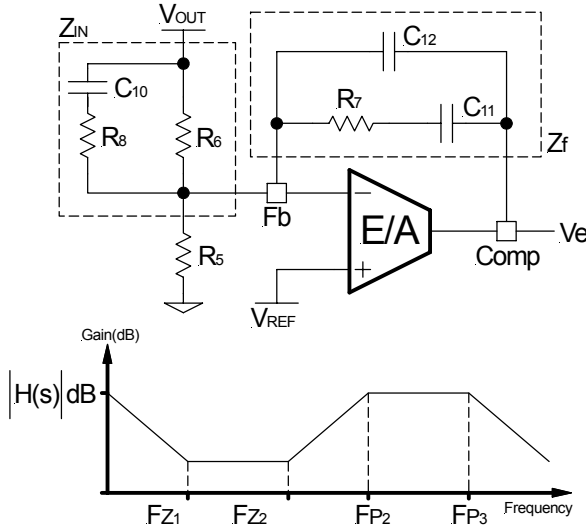 VOUT
ZIN
C12
C10
R7
C11
R8
R6
Zf
Fb
E/A
Ve
R5
Comp
VREF
Gain(dB)
|H(s)| dB
FZ1 FZ2 FP2 FP3 Frequency